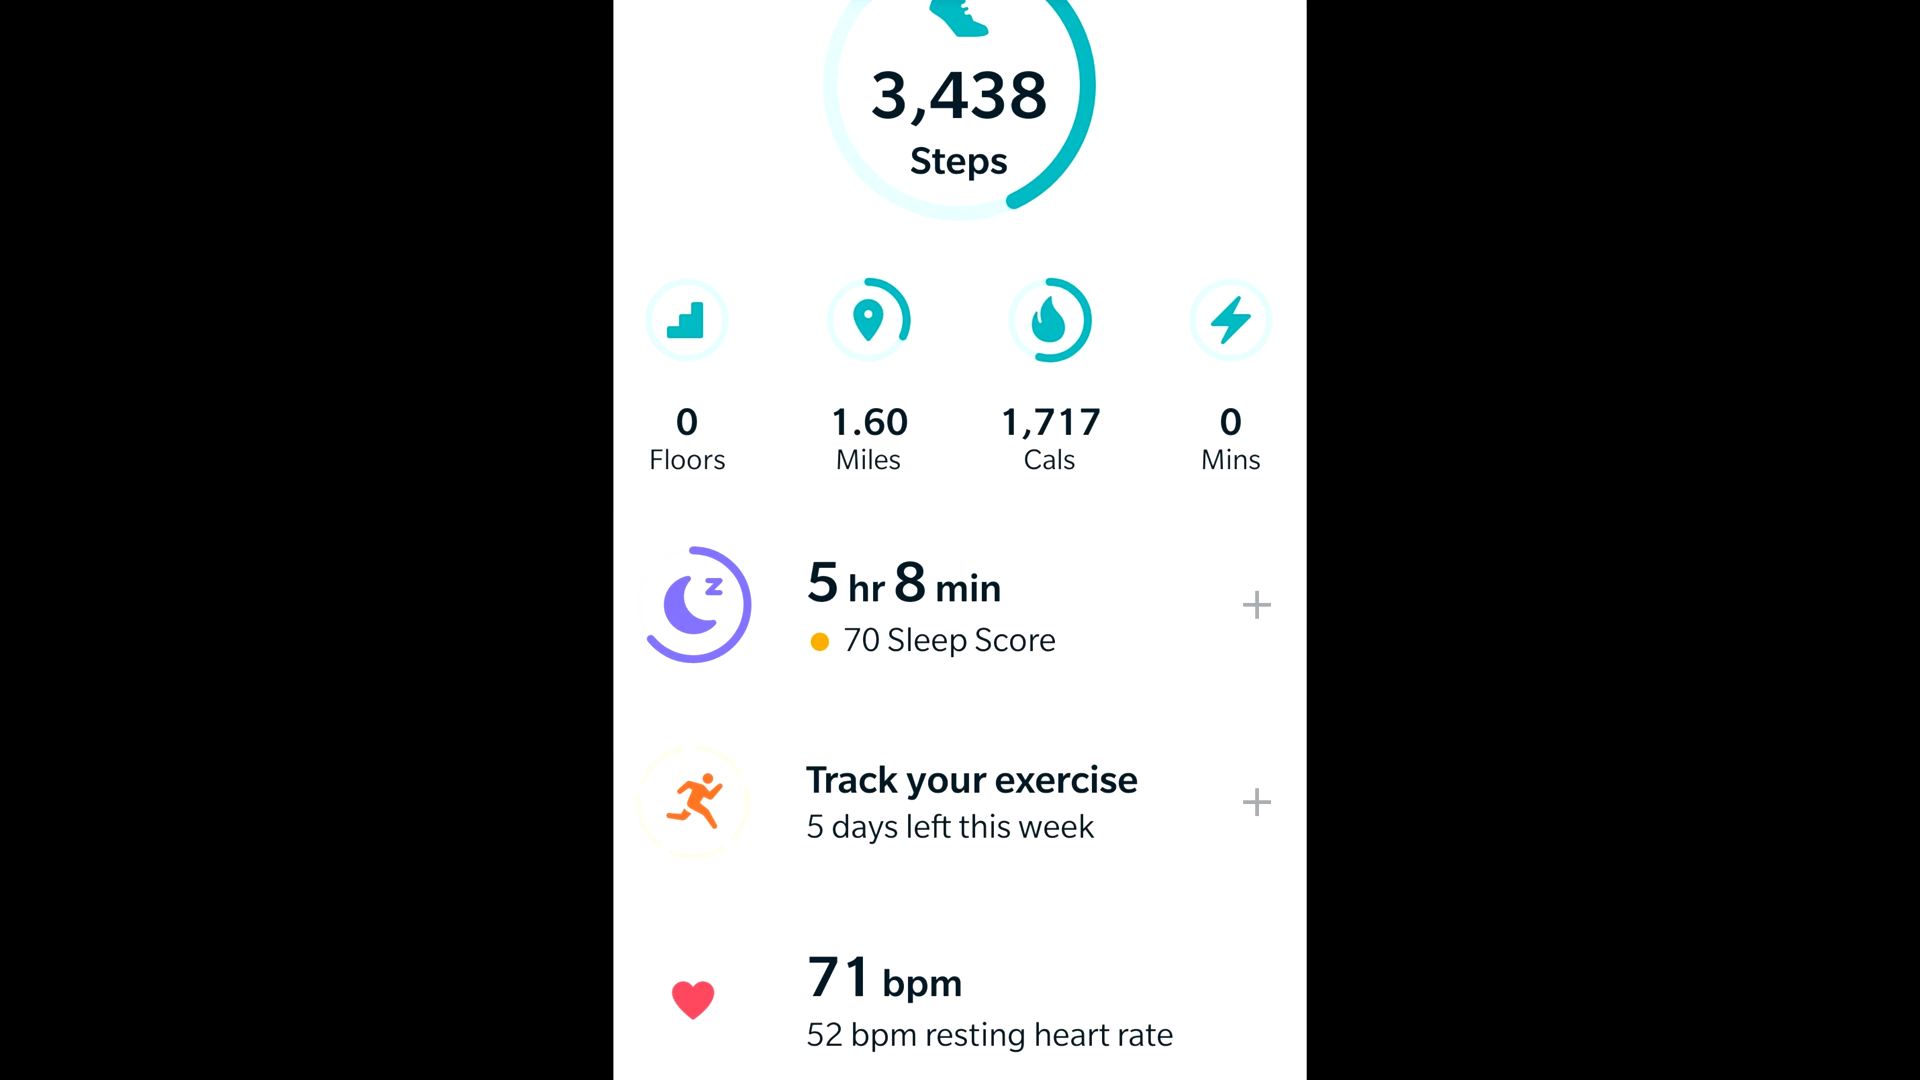 3,438
Steps
0 1.60 1,717 0
Floors Miles Cals Mins
5 hr 8 min
70 Sleep Score
Track your exercise
5 days left this week
71 bpm
52 bpm resting heart rate